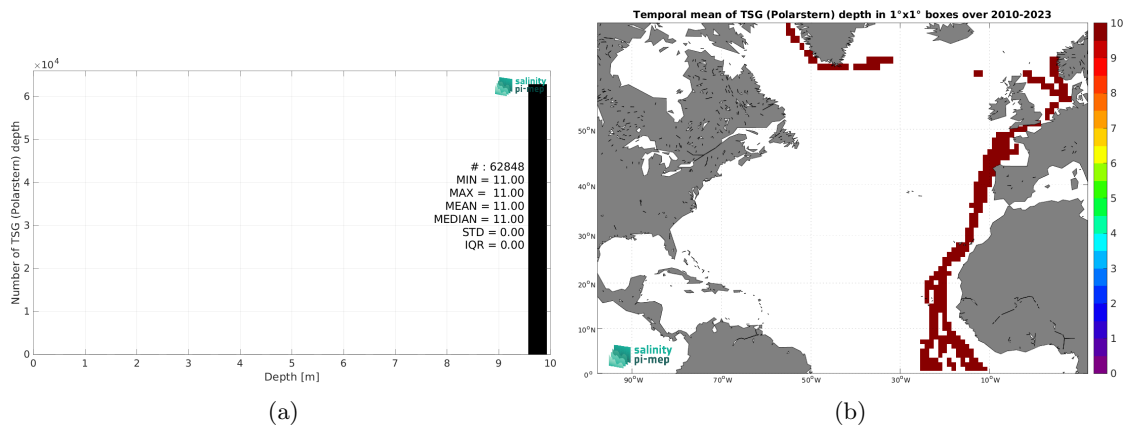 ×10⁴
salinity
pi-mep
6
5
4
3
2
1
0
Number of TSG (Polarstern) depth
# : 62848
MIN = 11.00
MAX = 11.00
MEAN = 11.00
MEDIAN = 11.00
STD = 0.00
IQR = 0.00
0 1 2 3 4 5 6 7 8 9 10
Depth [m]
(a)
Temporal mean of TSG (Polarstern) depth in 1°x1° boxes over 2010-2023
50°N
40°N
30°N
20°N
10°N
0°
90°W 70°W 50°W 30°W 10°W
salinity
pi-mep
10
9
8
7
6
5
4
3
2
1
0
(b)